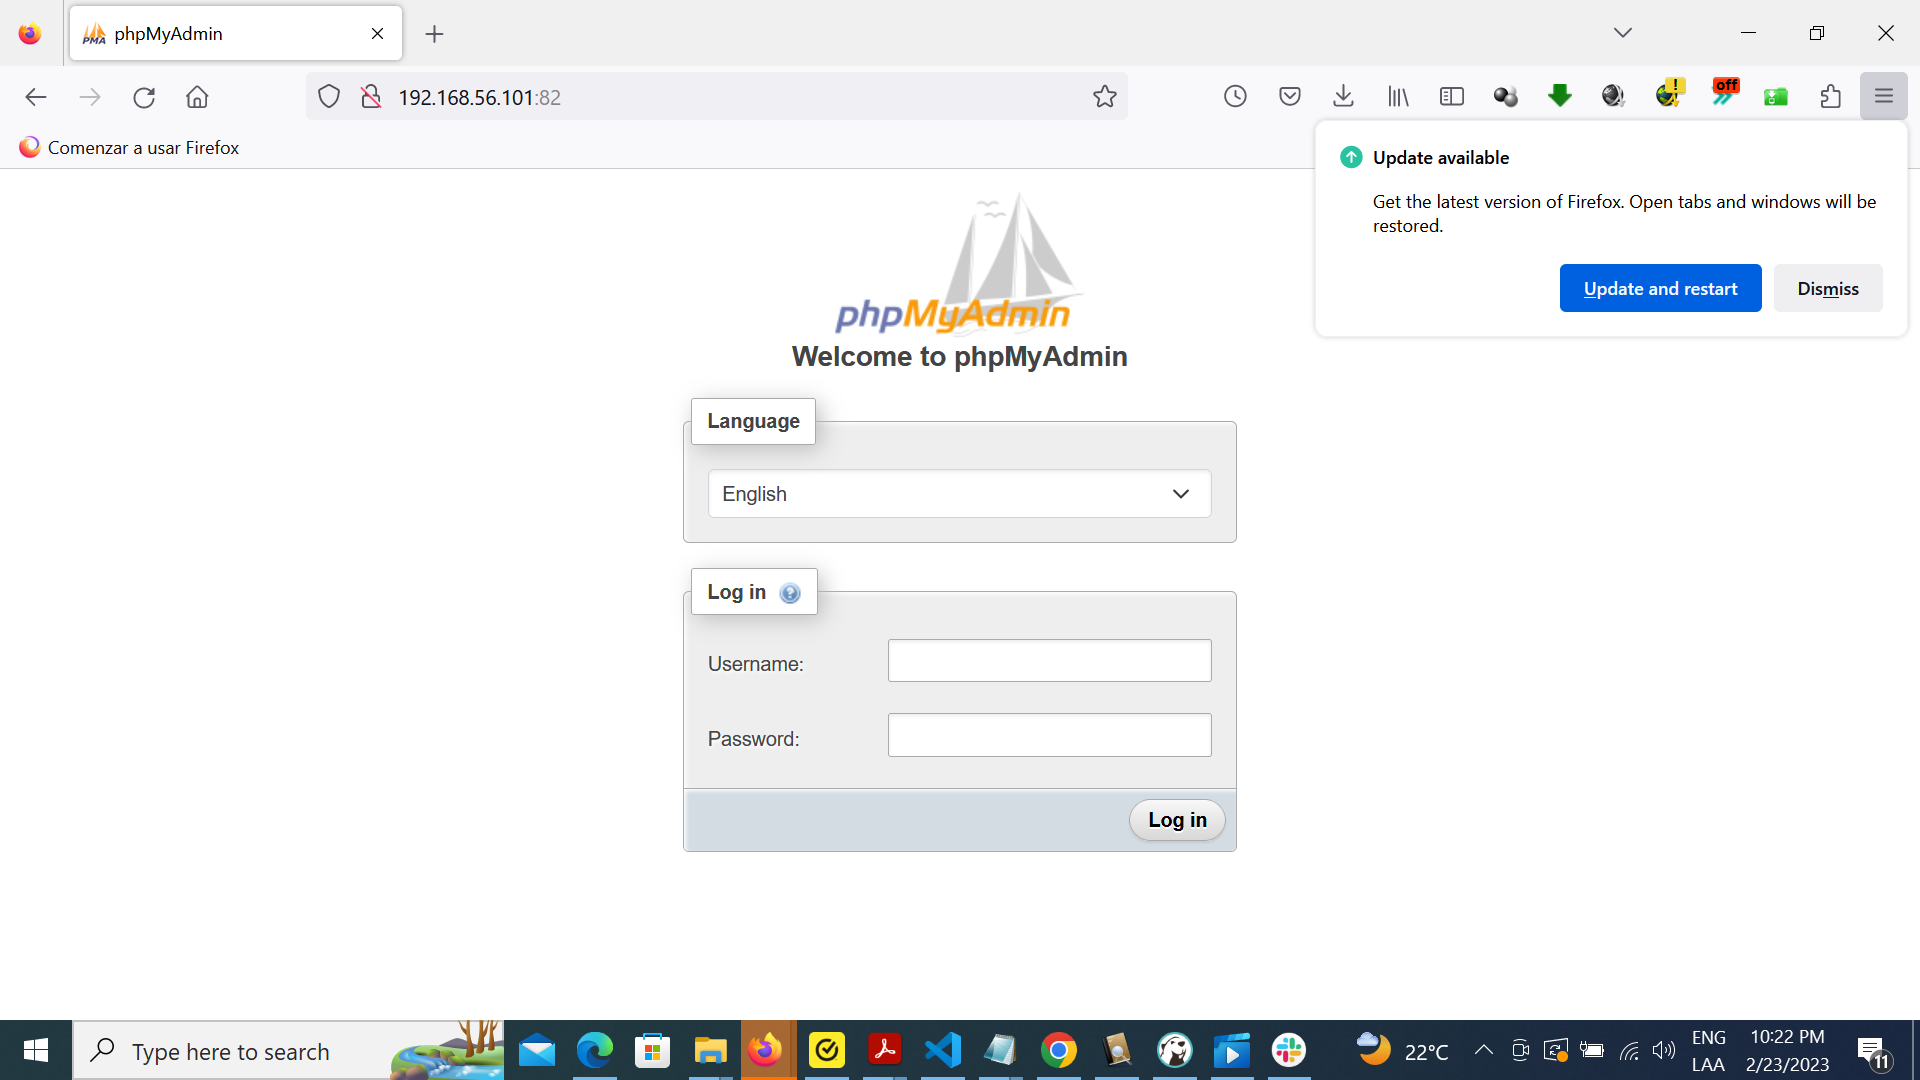 PMA phpMyAdmin
192.168.56.101:82
off
Comenzar a usar Firefox
Update available
Get the latest version of Firefox. Open tabs and windows will be
restored.
Update and restart
Dismiss
phpMyAdmin
Welcome to phpMyAdmin
Language
English
Log in
Username:
Password:
Log in
Type here to search
22°C
ENG
LAA
10:22 PM
2/23/2023
11